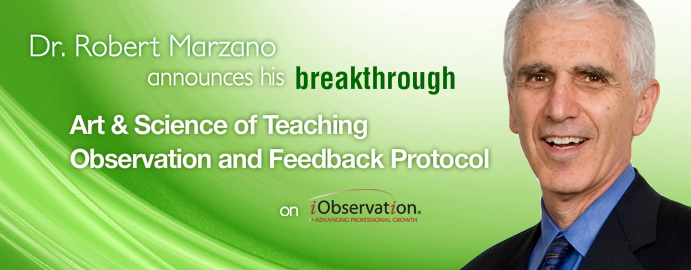 Dr. Robert Marzano
announces his breakthrough
Art & Science of Teaching
Observation and Feedback Protocol
on iObservation®
ADVANCING PROFESSIONAL GROWTH